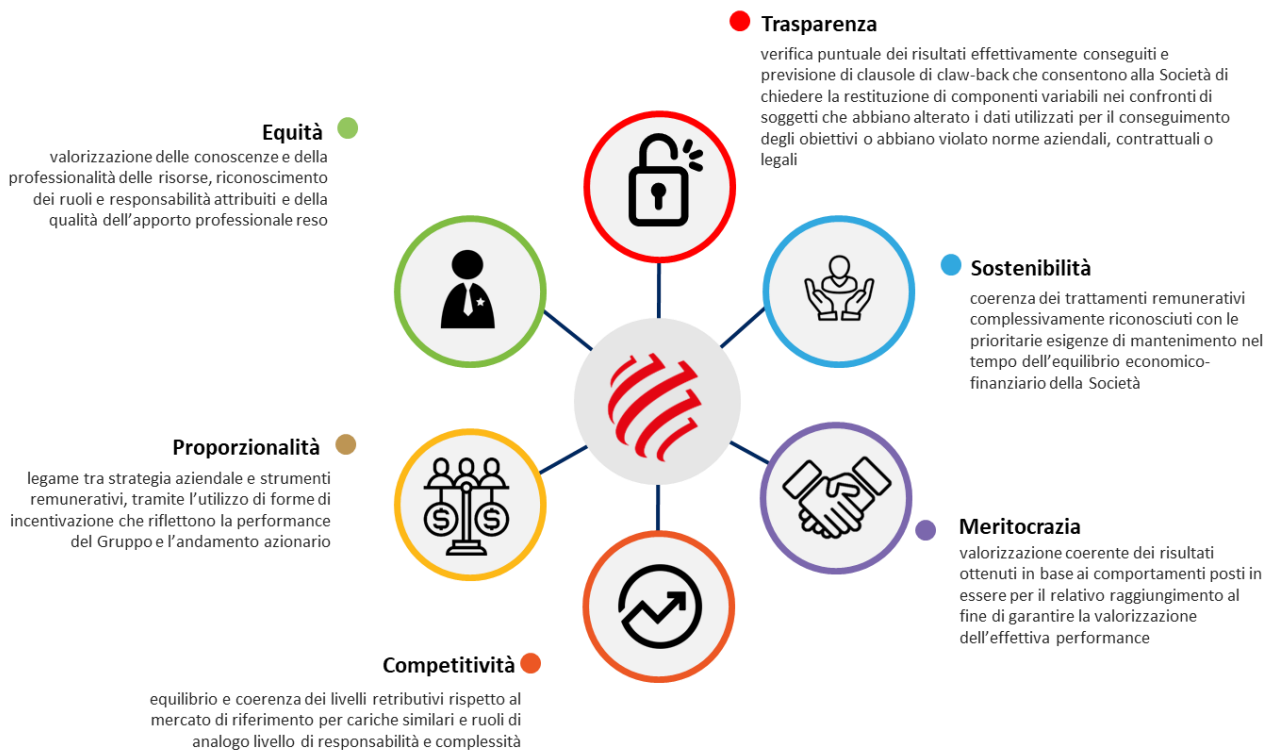 Trasparenza
verifica puntuale dei risultati effettivamente conseguiti e
previsione di clausole di claw-back che consentono alla Società di
chiedere la restituzione di componenti variabili nei confronti di
soggetti che abbiano alterato i dati utilizzati per il conseguimento
degli obiettivi o abbiano violato norme aziendali, contrattuali o
legali
Equità
valorizzazione delle conoscenze e della
professionalità delle risorse, riconoscimento
dei ruoli e responsabilità attribuiti e della
qualità dell’apporto professionale reso
Sostenibilità
coerenza dei trattamenti remunerativi
complessivamente riconosciuti con le
prioritarie esigenze di mantenimento nel
tempo dell’equilibrio economico-
finanziario della Società
Proporzionalità
legame tra strategia aziendale e strumenti
remunerativi, tramite l’utilizzo di forme di
incentivazione che riflettono la performance
del Gruppo e l’andamento azionario
$ $
Meritocrazia
valorizzazione coerente dei risultati
ottenuti in base ai comportamenti posti in
essere per il relativo raggiungimento al
fine di garantire la valorizzazione
dell’effettiva performance
Competitività
equilibrio e coerenza dei livelli retributivi rispetto al
mercato di riferimento per cariche similari e ruoli di
analogo livello di responsabilità e complessità